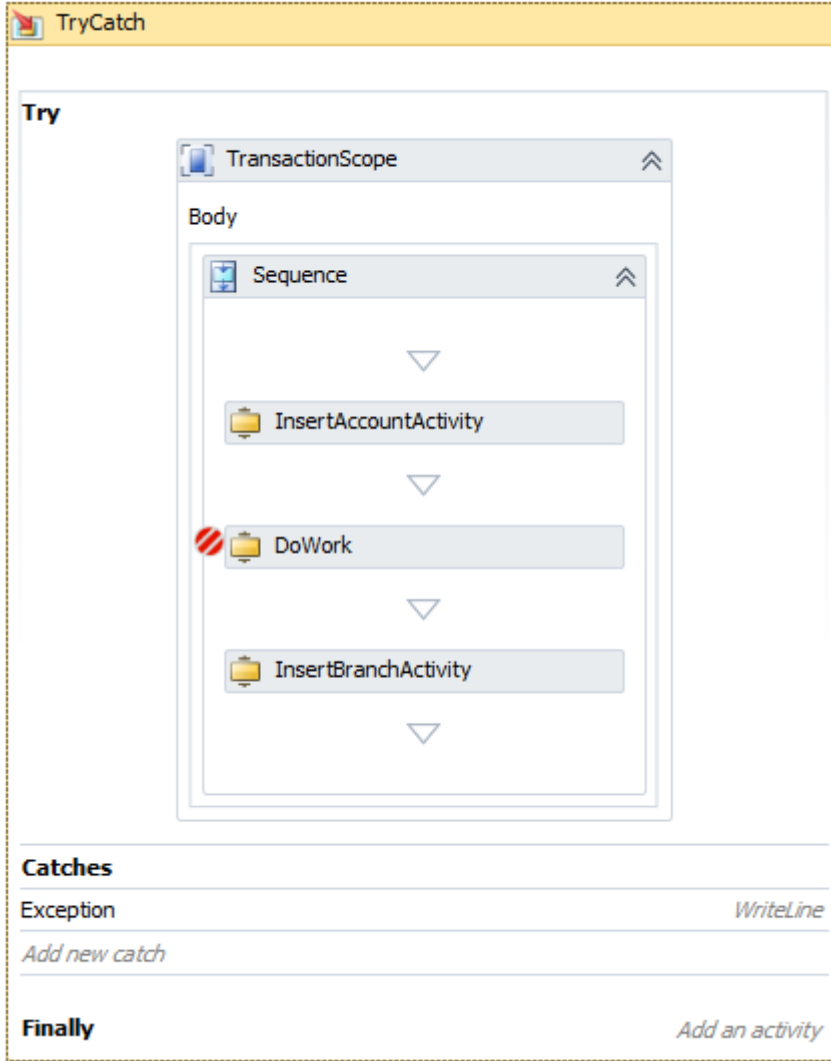 TryCatch
Try
TransactionScope
Body
Sequence
InsertAccountActivity
DoWork
InsertBranchActivity
Catches
Exception WriteLine
Add new catch
Finally Add an activity